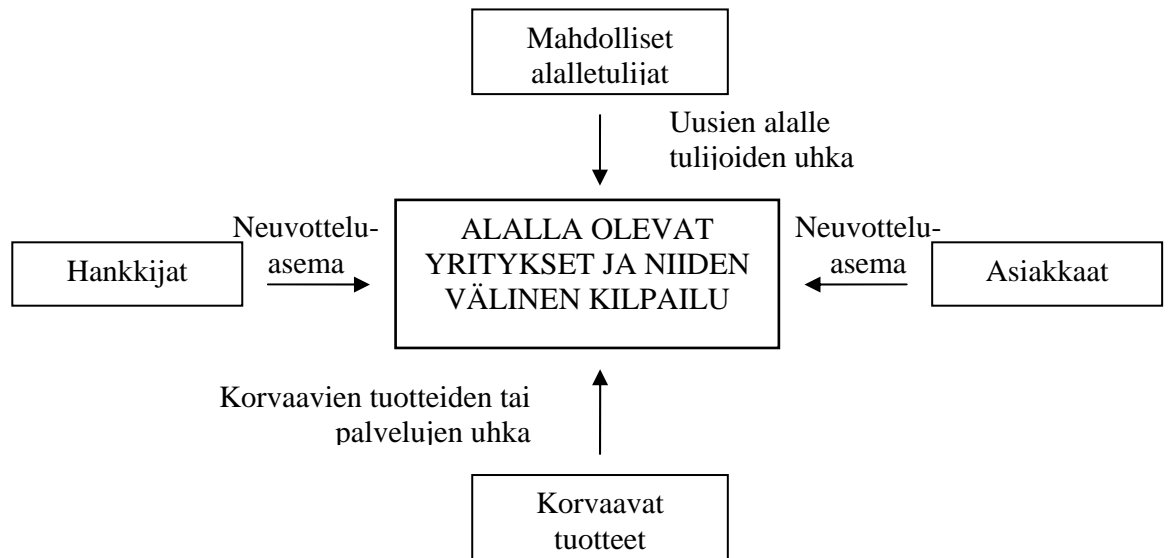 Mahdolliset
alalletulijat
Uusien alalle
tulijoiden uhka
Neuvottelu-
asema
Hankkijat
ALALLA OLEVAT
YRITYKSET JA NIIDEN
VÄLINEN KILPAILU
Neuvottelu-
asema
Asiakkaat
Korvaavien tuotteiden tai
palvelujen uhka
Korvaavat
tuotteet